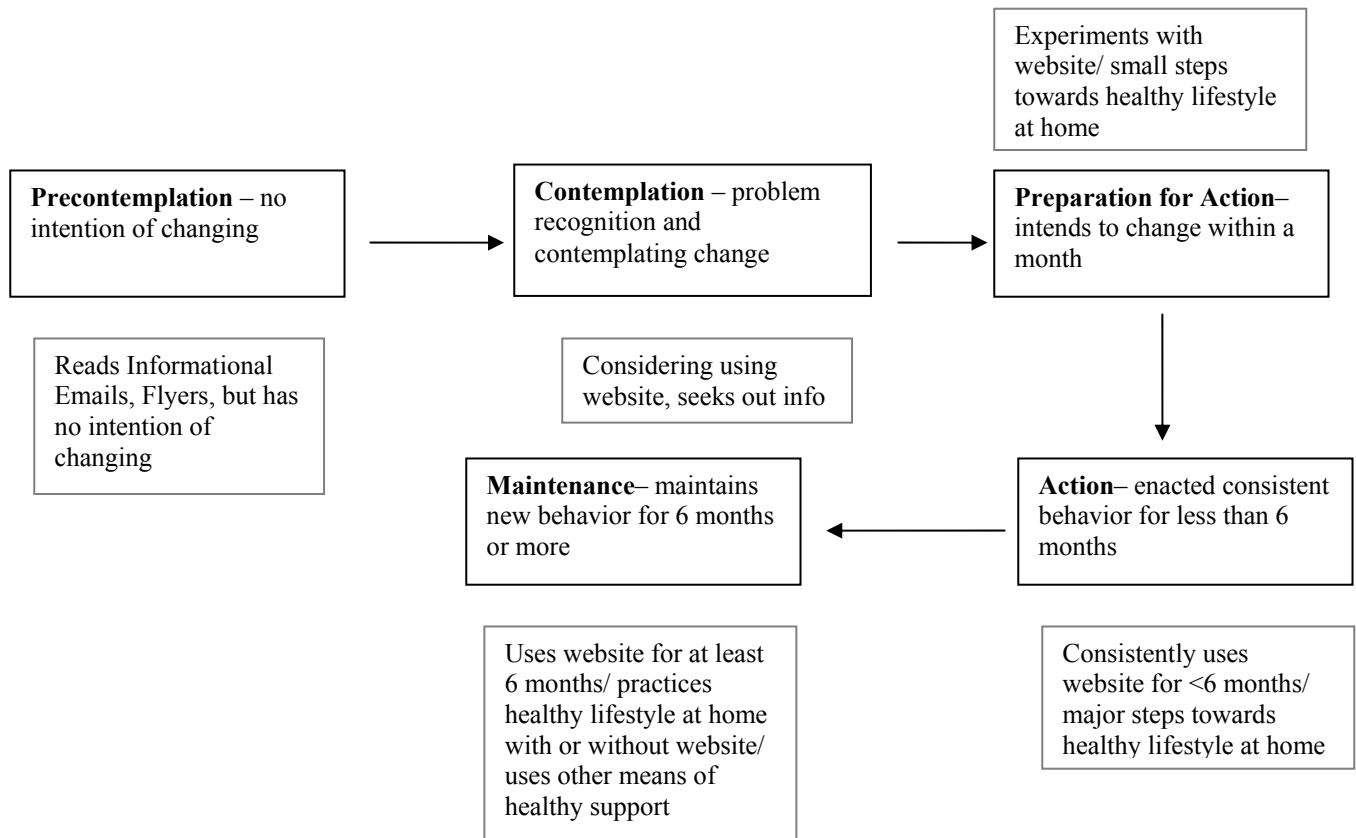 Experiments with
website/ small steps
towards healthy lifestyle
at home
Precontemplation – no
intention of changing
Contemplation – problem
recognition and
contemplating change
Preparation for Action–
intends to change within a
month
Reads Informational
Emails, Flyers, but has
no intention of
changing
Considering using
website, seeks out info
Maintenance– maintains
new behavior for 6 months
or more
Action– enacted consistent
behavior for less than 6
months
Uses website for at least
6 months/ practices
healthy lifestyle at home
with or without website/
uses other means of
healthy support
Consistently uses
website for <6 months/
major steps towards
healthy lifestyle at home